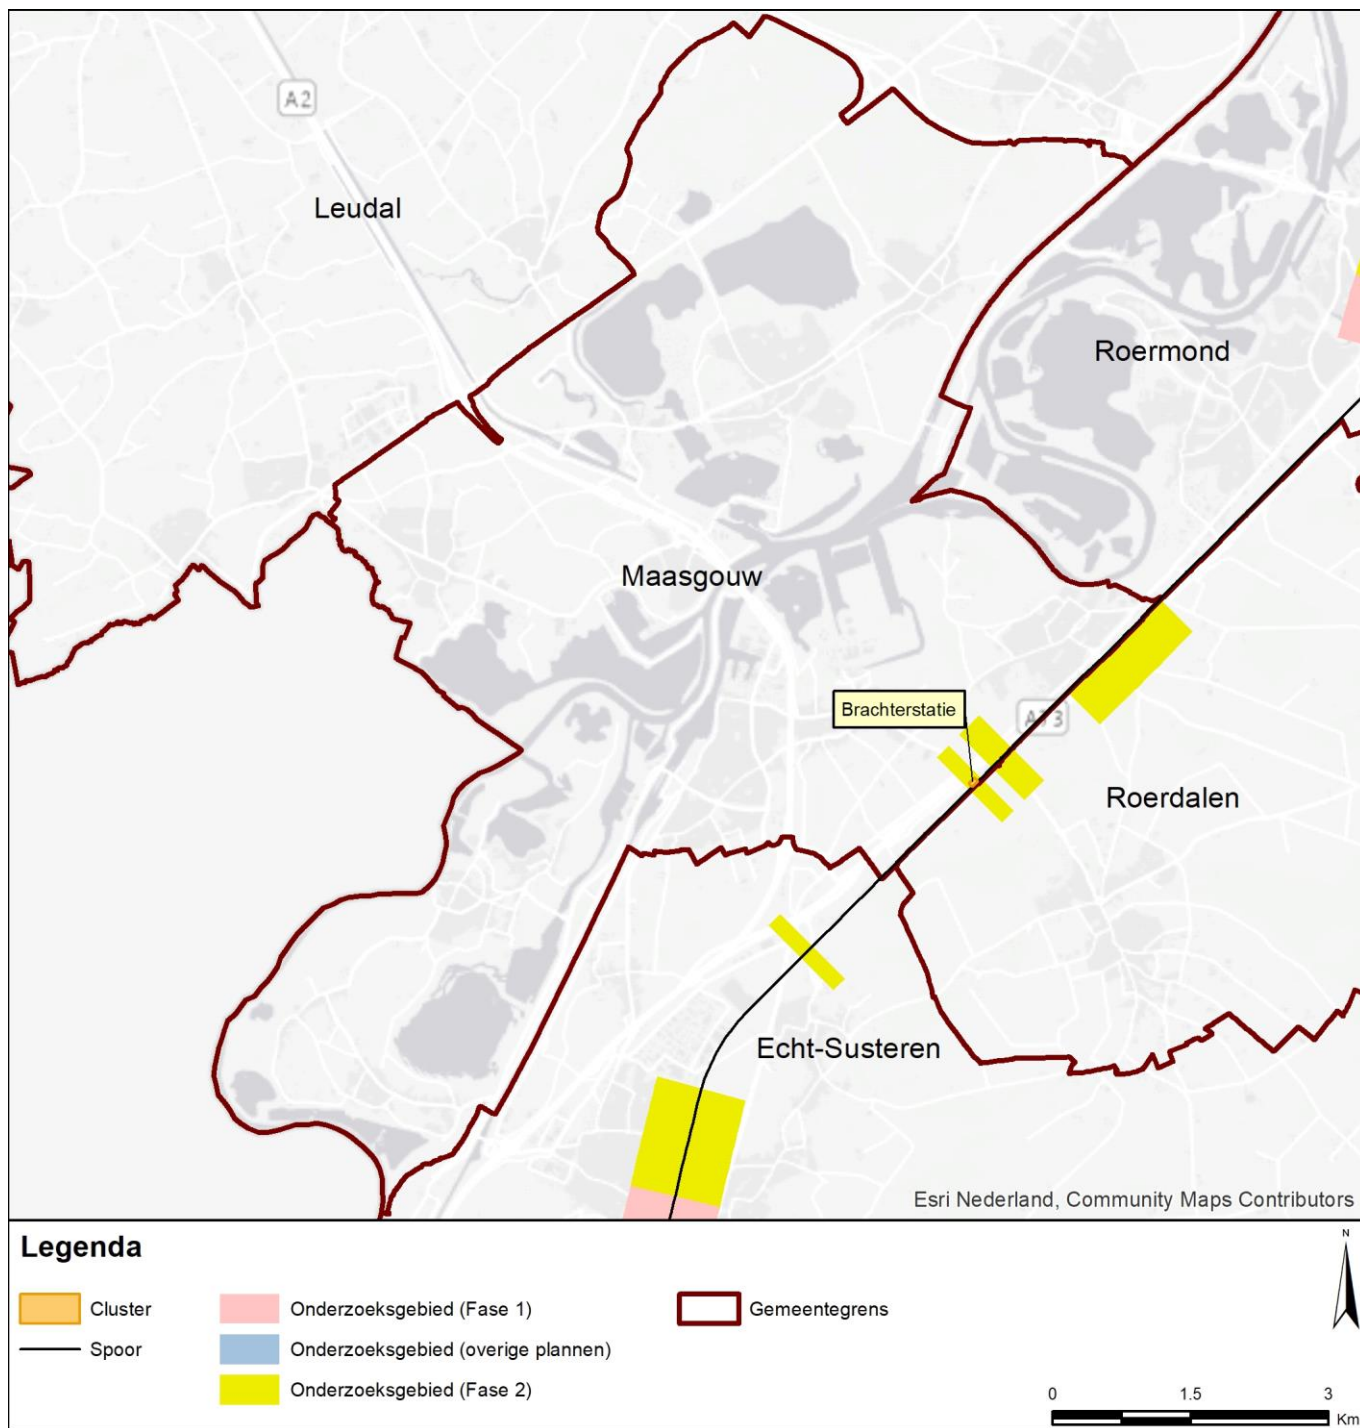 A2
Leudal
Roermond
Maasgouw
Brachterstatie
A73
Roerdalen
Echt-Susteren
Esri Nederland, Community Maps Contributors
Legenda
N
Cluster
Onderzoeksgebied (Fase 1)
Gemeentegrens
Spoor
Onderzoeksgebied (overige plannen)
Onderzoeksgebied (Fase 2)
0 1.5 3
Km